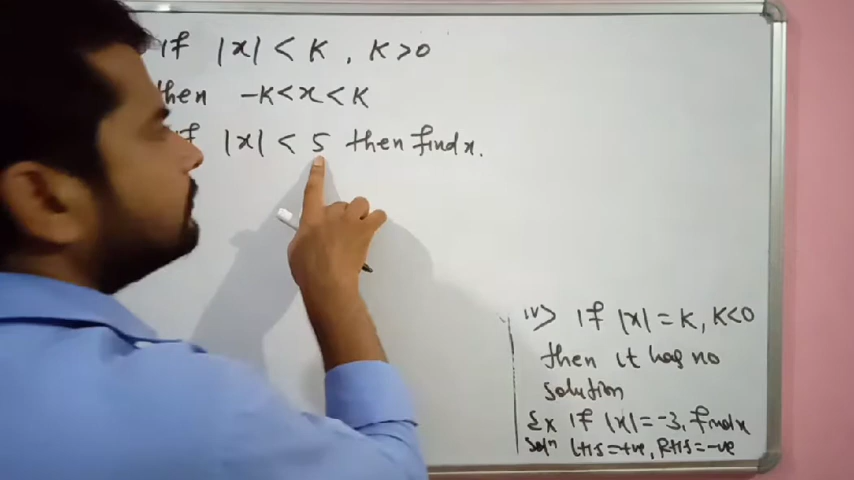 If |x| < K, K>0
then -K<x<K
If |x| < 5 then find x.
iv> If |x| = K, K<0
then it has no
solution
Ex If |x| = -3, find x
Soln LHS=+ve, RHS=-ve